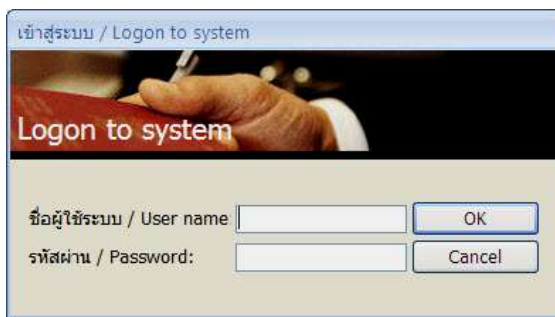 เข้าสู่ระบบ / Logon to system
Logon to system
ชื่อผู้ใช้ระบบ / User name
OK
รหัสผ่าน / Password:
Cancel